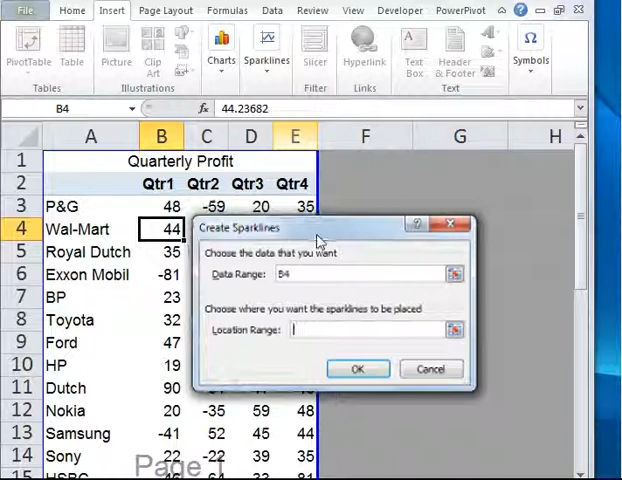 File Home Insert Page Layout Formulas Data Review View Developer PowerPivot
PivotTable Table Picture Clip Art Charts Sparklines Slicer Hyperlink Text Box Header & Footer Symbols
Tables Illustrations Filter Links Text
B4 fx 44.23682
A B C D E F G H
1 Quarterly Profit
2 Qtr1 Qtr2 Qtr3 Qtr4
3 P&G 48 -59 20 35
4 Wal-Mart 44
5 Royal Dutch 35
6 Exxon Mobil -81
7 BP 23
8 Toyota 32
9 Ford 47
10 HP 19
11 Dutch 90
12 Nokia 20 -35 59 48
13 Samsung -41 52 45 44
14 Sony 22 -22 39 35
15 HSBC
Page 1
Create Sparklines
Choose the data that you want
Data Range: B4
Choose where you want the sparklines to be placed
Location Range:
OK Cancel